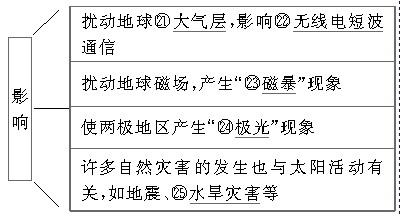 影响
扰动地球㉑大气层,影响㉒无线电短波
通信
扰动地球磁场,产生“㉓磁暴”现象
使两极地区产生“㉔极光”现象
许多自然灾害的发生也与太阳活动有
关,如地震、㉕水旱灾害等